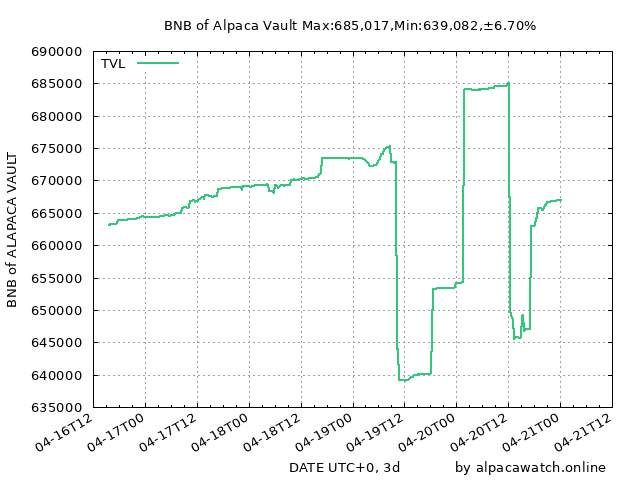 BNB of Alpaca Vault Max:685,017,Min:639,082,±6.70%
TVL
690000
685000
680000
675000
670000
665000
660000
655000
650000
645000
640000
635000
BNB of ALAPACA VAULT
04-16T12
04-17T00
04-17T12
04-18T00
04-18T12
04-19T00
04-19T12
04-20T00
04-20T12
04-21T00
04-21T12
DATE UTC+0, 3d
by alpacawatch.online